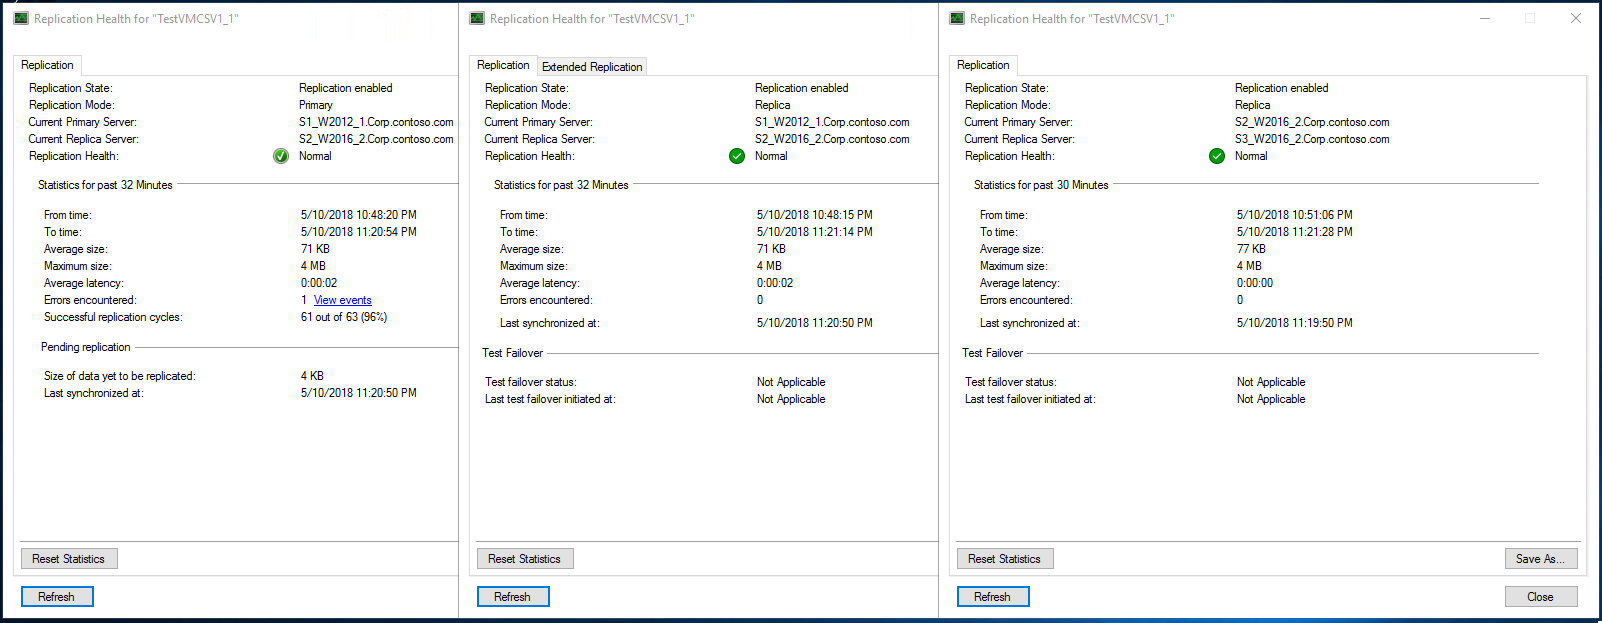 Replication Health for "TestVMCSV1_1"
Replication
Replication State: Replication enabled
Replication Mode: Primary
Current Primary Server: S1_W2012_1.Corp.contoso.com
Current Replica Server: S2_W2016_2.Corp.contoso.com
Replication Health: Normal
Statistics for past 32 Minutes
From time: 5/10/2018 10:48:20 PM
To time: 5/10/2018 11:20:54 PM
Average size: 71 KB
Maximum size: 4 MB
Average latency: 0:00:02
Errors encountered: 1 View events
Successful replication cycles: 61 out of 63 (96%)
Pending replication
Size of data yet to be replicated: 4 KB
Last synchronized at: 5/10/2018 11:20:50 PM
Reset Statistics
Refresh
Replication Health for "TestVMCSV1_1"
Replication Extended Replication
Replication State: Replication enabled
Replication Mode: Replica
Current Primary Server: S1_W2012_1.Corp.contoso.com
Current Replica Server: S2_W2016_2.Corp.contoso.com
Replication Health: Normal
Statistics for past 32 Minutes
From time: 5/10/2018 10:48:15 PM
To time: 5/10/2018 11:21:14 PM
Average size: 71 KB
Maximum size: 4 MB
Average latency: 0:00:02
Errors encountered: 0
Last synchronized at: 5/10/2018 11:20:50 PM
Test Failover
Test failover status: Not Applicable
Last test failover initiated at: Not Applicable
Reset Statistics
Refresh
Replication Health for "TestVMCSV1_1"
Replication
Replication State: Replication enabled
Replication Mode: Replica
Current Primary Server: S2_W2016_2.Corp.contoso.com
Current Replica Server: S3_W2016_2.Corp.contoso.com
Replication Health: Normal
Statistics for past 30 Minutes
From time: 5/10/2018 10:51:06 PM
To time: 5/10/2018 11:21:28 PM
Average size: 77 KB
Maximum size: 4 MB
Average latency: 0:00:00
Errors encountered: 0
Last synchronized at: 5/10/2018 11:19:50 PM
Test Failover
Test failover status: Not Applicable
Last test failover initiated at: Not Applicable
Reset Statistics Save As...
Refresh Close